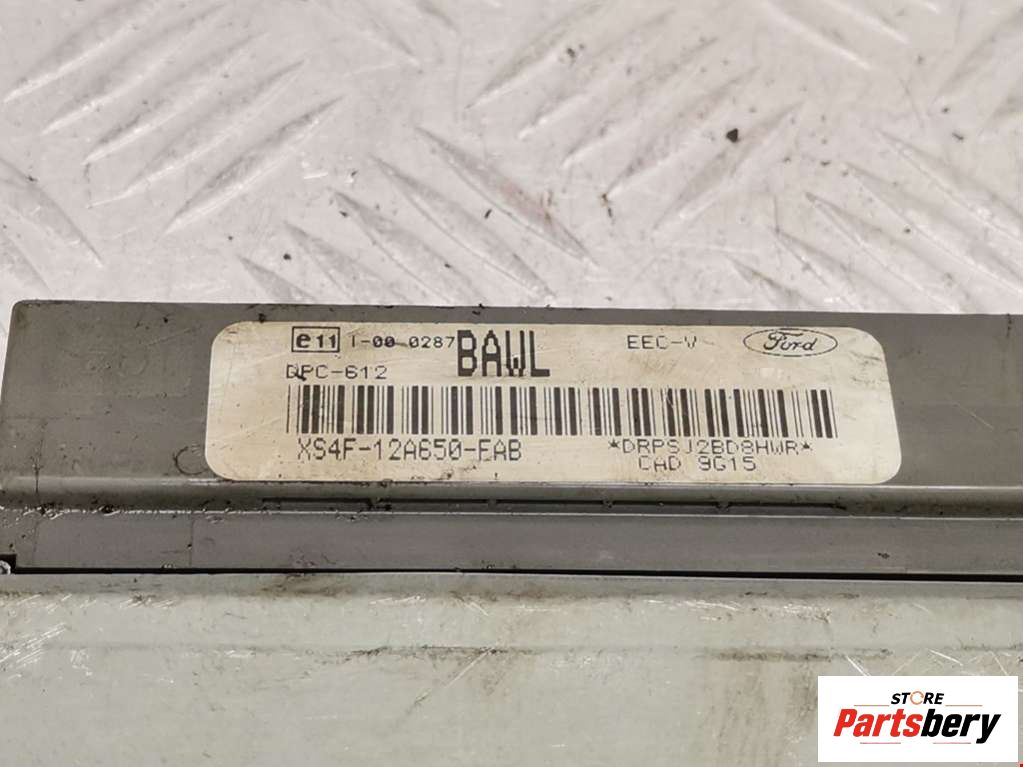 e11 1-00 0287 BAWL EEC-V Ford
DPC-612
XS4F-12A650-EAB *DRPSJ2BD8HWR*
CAD 9G15
STORE
Partsbery